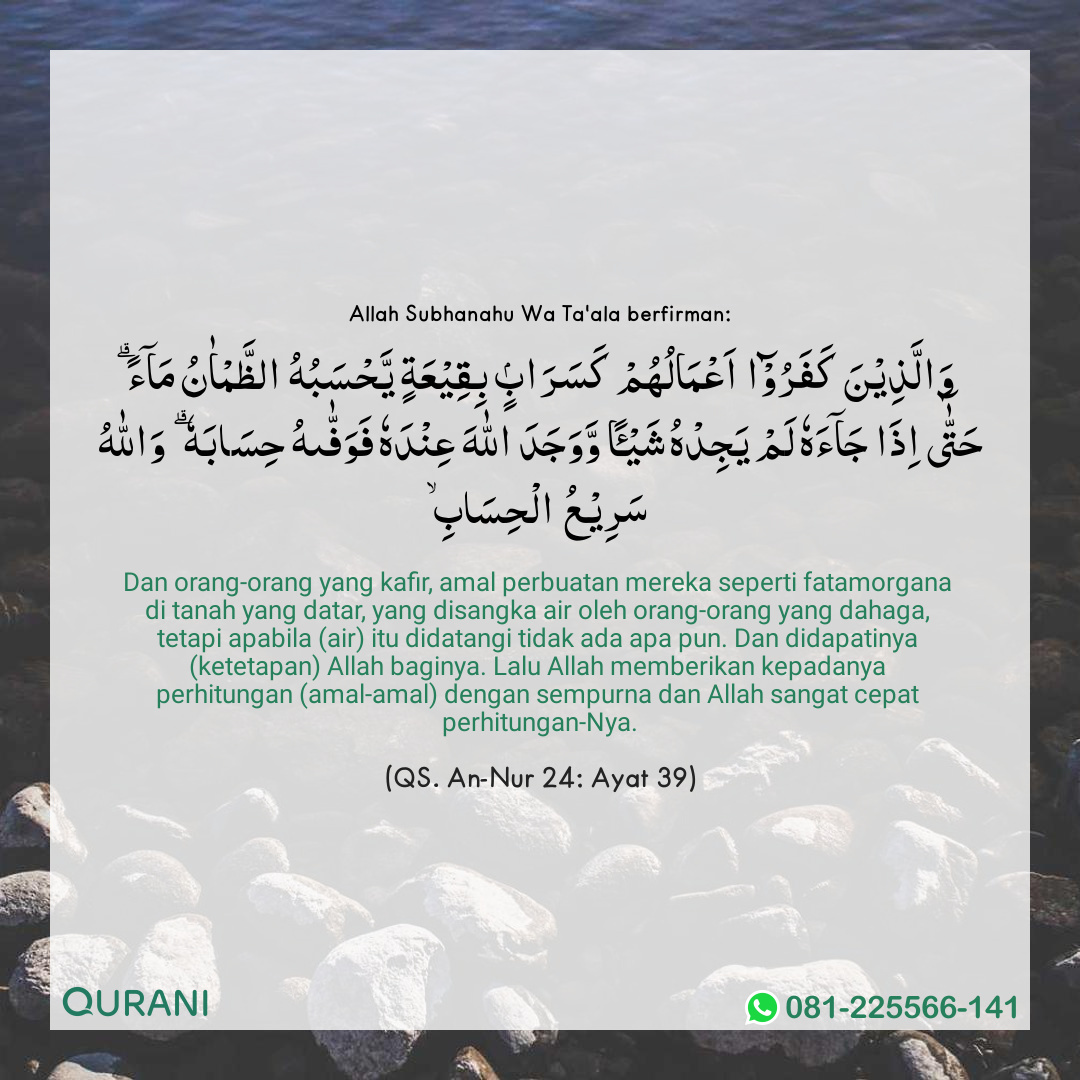 Allah Subhanahu Wa Ta'ala berfirman:
وَالَّذِيْنَ كَفَرُوْۤا اَعْمَالُهُمْ كَسَرَابٍۢ بِقِيْعَةٍ يَّحْسَبُهُ الظَّمْاٰنُ مَآءًۗ
حَتّٰۤى اِذَا جَآءَهٗ لَمْ يَجِدْهُ شَيْـًٔا وَّوَجَدَ اللّٰهَ عِنْدَهٗ فَوَفّٰٮهُ حِسَابَهٗۗ وَاللّٰهُ
سَرِيْعُ الْحِسَابِۙ
Dan orang-orang yang kafir, amal perbuatan mereka seperti fatamorgana
di tanah yang datar, yang disangka air oleh orang-orang yang dahaga,
tetapi apabila (air) itu didatangi tidak ada apa pun. Dan didapatinya
(ketetapan) Allah baginya. Lalu Allah memberikan kepadanya
perhitungan (amal-amal) dengan sempurna dan Allah sangat cepat
perhitungan-Nya.
(QS. An-Nur 24: Ayat 39)
QURANI
081-225566-141